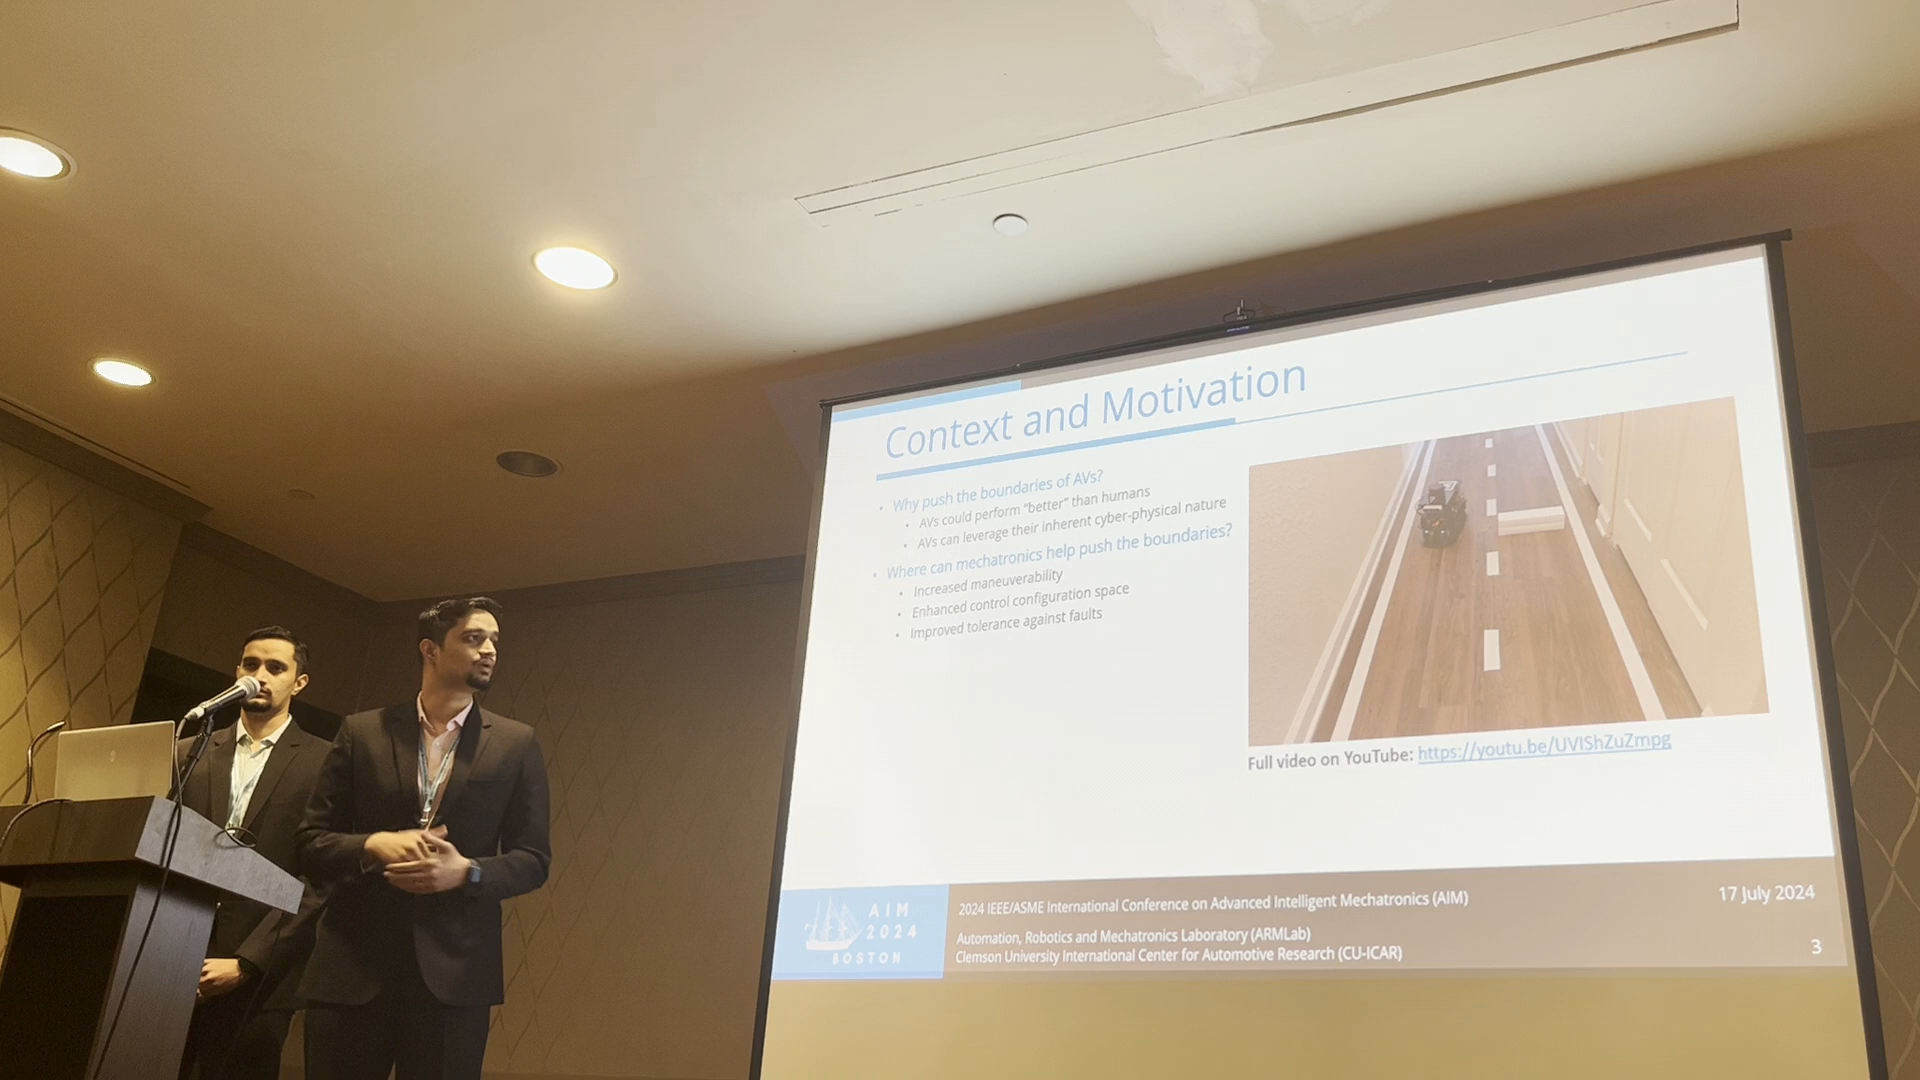 Context and Motivation
• Why push the boundaries of AVs?
• AVs could perform “better” than humans
• AVs can leverage their inherent cyber-physical nature
• Where can mechatronics help push the boundaries?
• Increased maneuverability
• Enhanced control configuration space
• Improved tolerance against faults
Full video on YouTube: https://youtu.be/UVIShZuZmpg
AIM
2024
BOSTON
2024 IEEE/ASME International Conference on Advanced Intelligent Mechatronics (AIM)
17 July 2024
Automation, Robotics and Mechatronics Laboratory (ARMLab)
Clemson University International Center for Automotive Research (CU-ICAR)
3